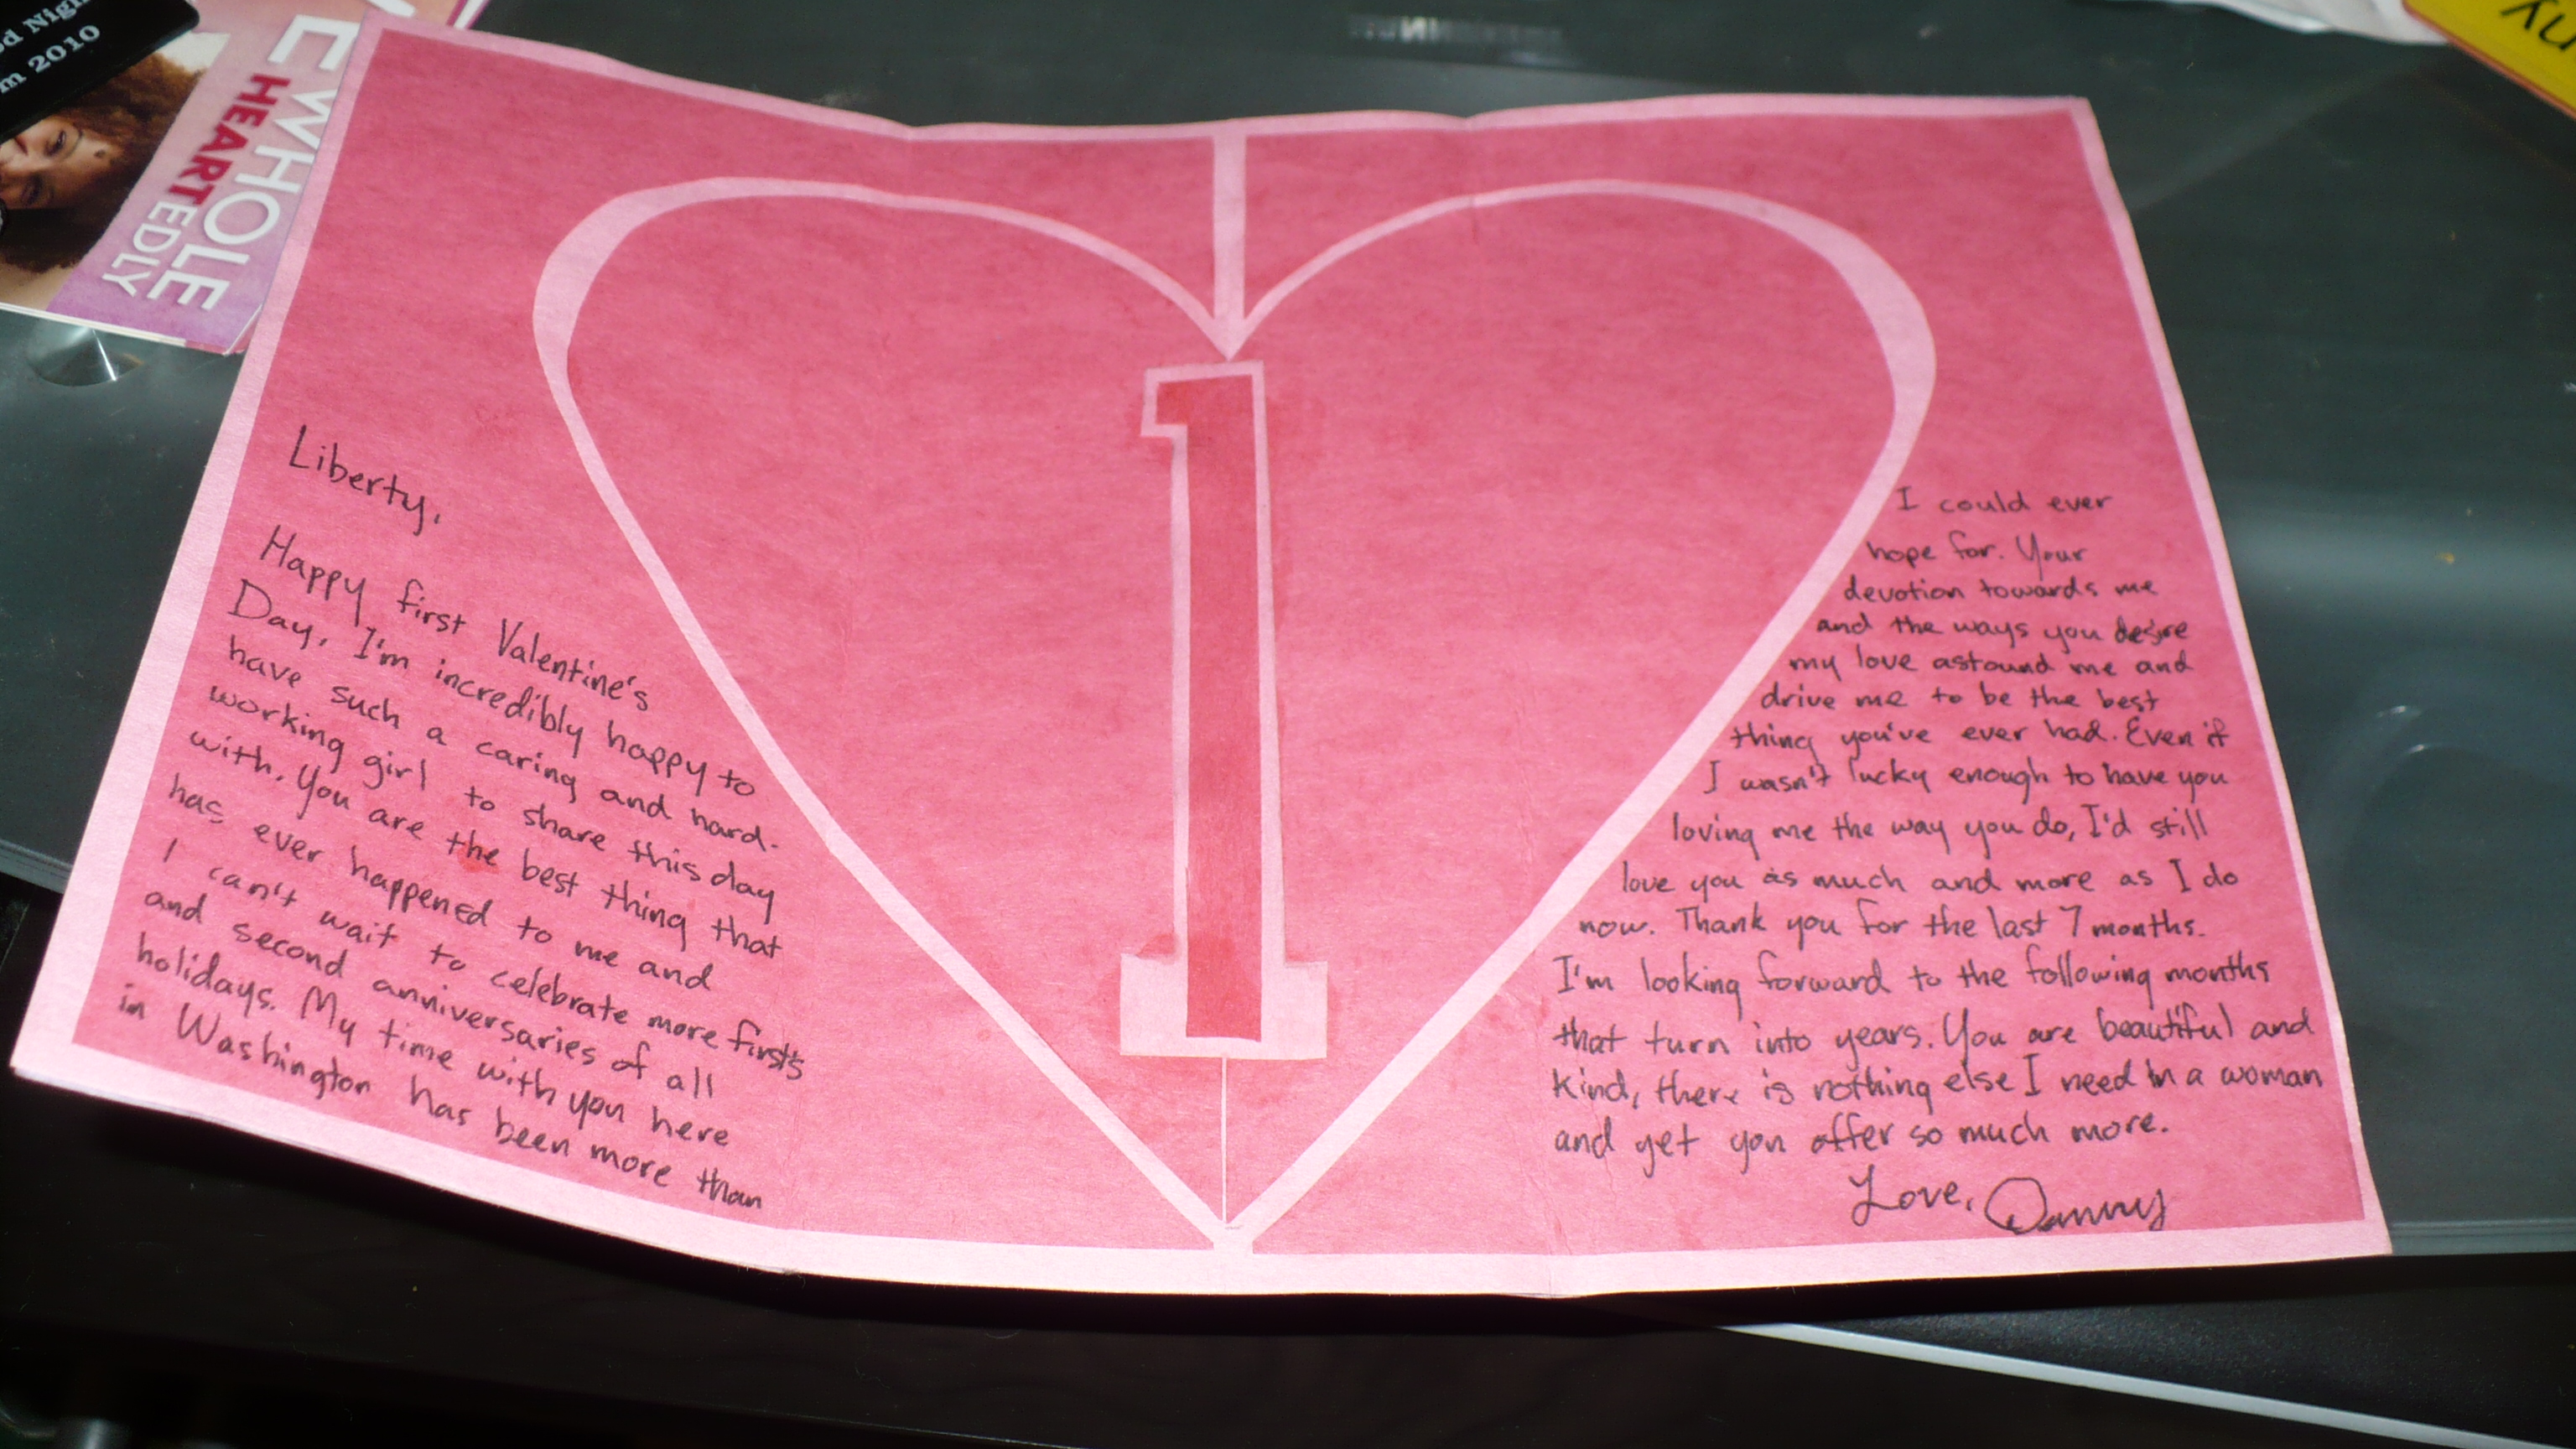 od Nigh
m 2010
WHOLE
HEARTEDLY
Liberty,
Happy first Valentine's
Day, I'm incredibly happy to
have such a caring and hard-
working girl to share this day
with. You are the best thing that
has ever happened to me and
I can't wait to celebrate more firsts
and second anniversaries of all
holidays. My time with you here
in Washington has been more than
1
I could ever
hope for. Your
devotion towards me
and the ways you desire
my love astound me and
drive me to be the best
thing you've ever had. Even if
I wasn't lucky enough to have you
loving me the way you do, I'd still
love you as much and more as I do
now. Thank you for the last 7 months.
I'm looking forward to the following months
that turn into years. You are beautiful and
kind, there is nothing else I need in a woman
and yet you offer so much more.
Love, Danny